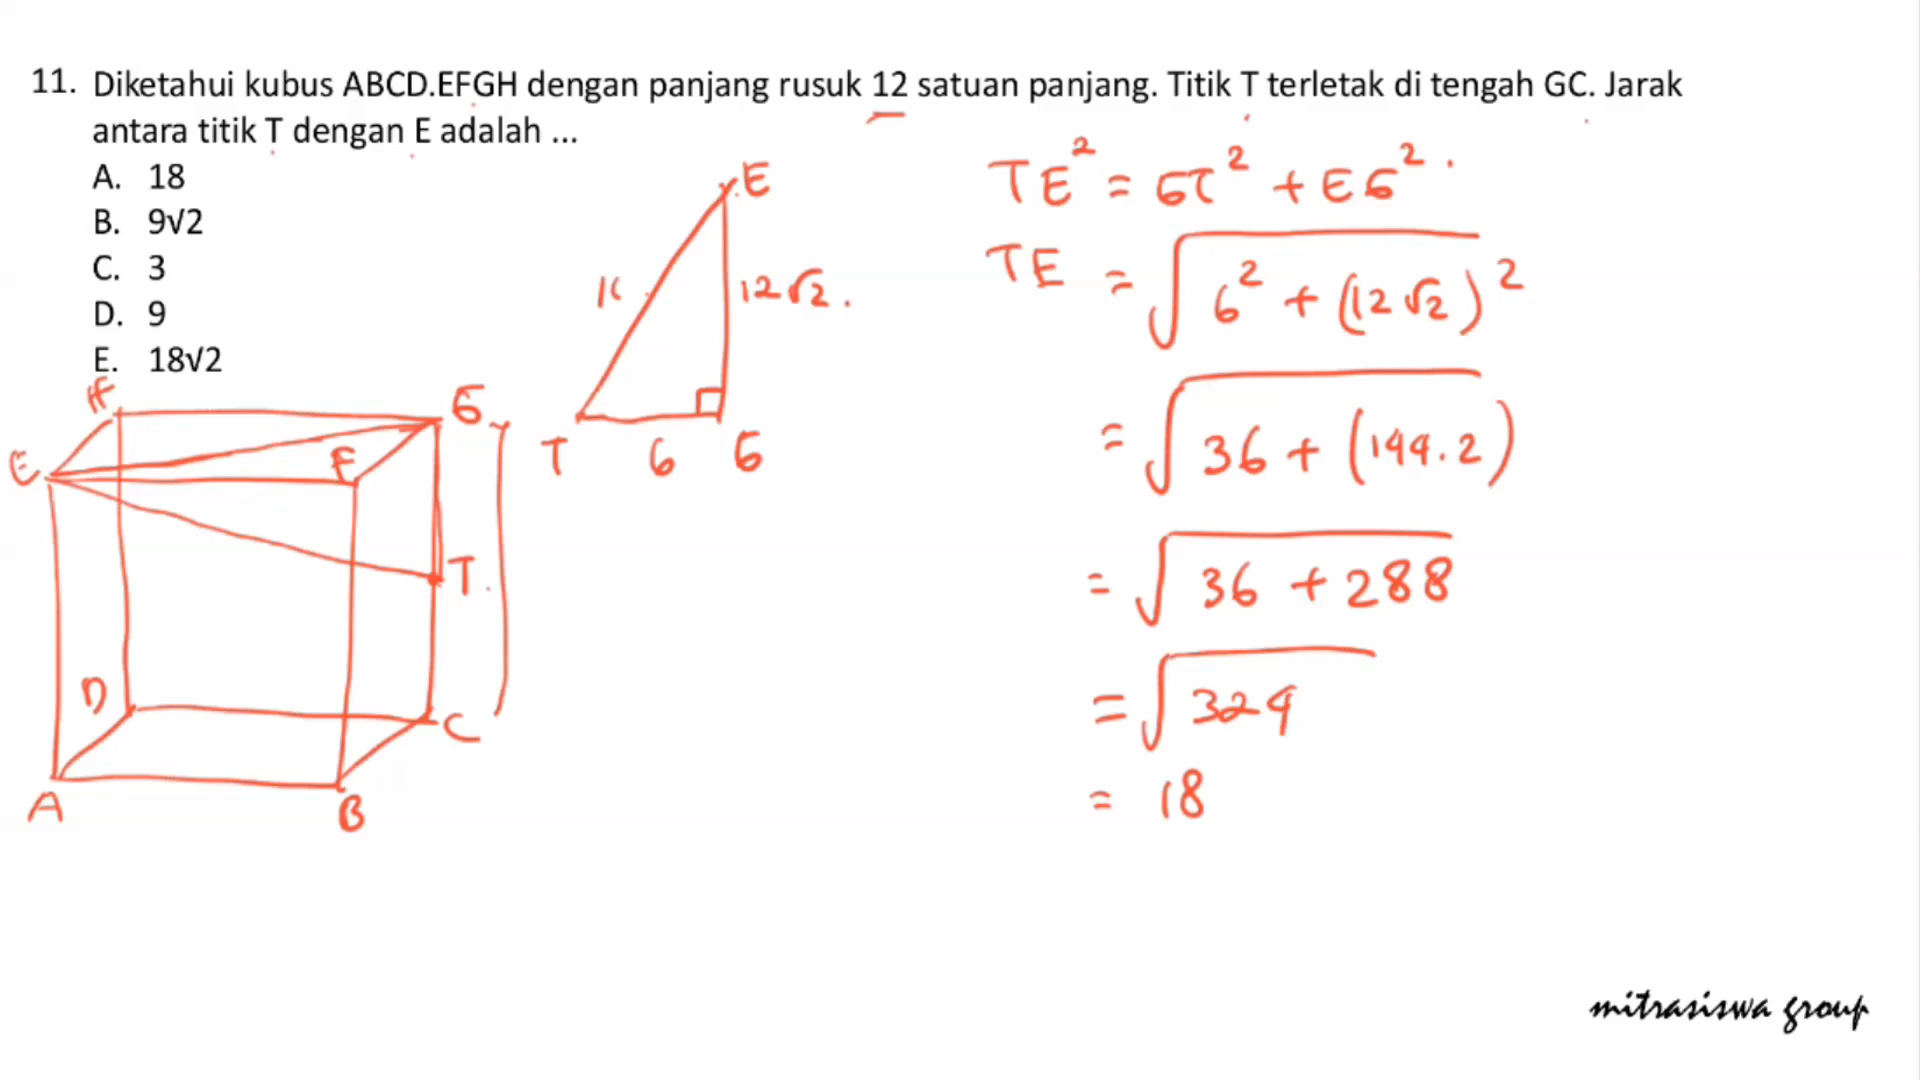 11. Diketahui kubus ABCD.EFGH dengan panjang rusuk 12 satuan panjang. Titik T terletak di tengah GC. Jarak
antara titik T dengan E adalah ...
A. 18
B. 9√2
C. 3
D. 9
E. 18√2
H
G
E
F
T
D
C
A
B
E
12√2
T 6 G
TE² = GT² + EG²
TE = √6² + (12√2)²
= √36 + (144.2)
= √36 + 288
= √324
= 18
mitrasiswa group